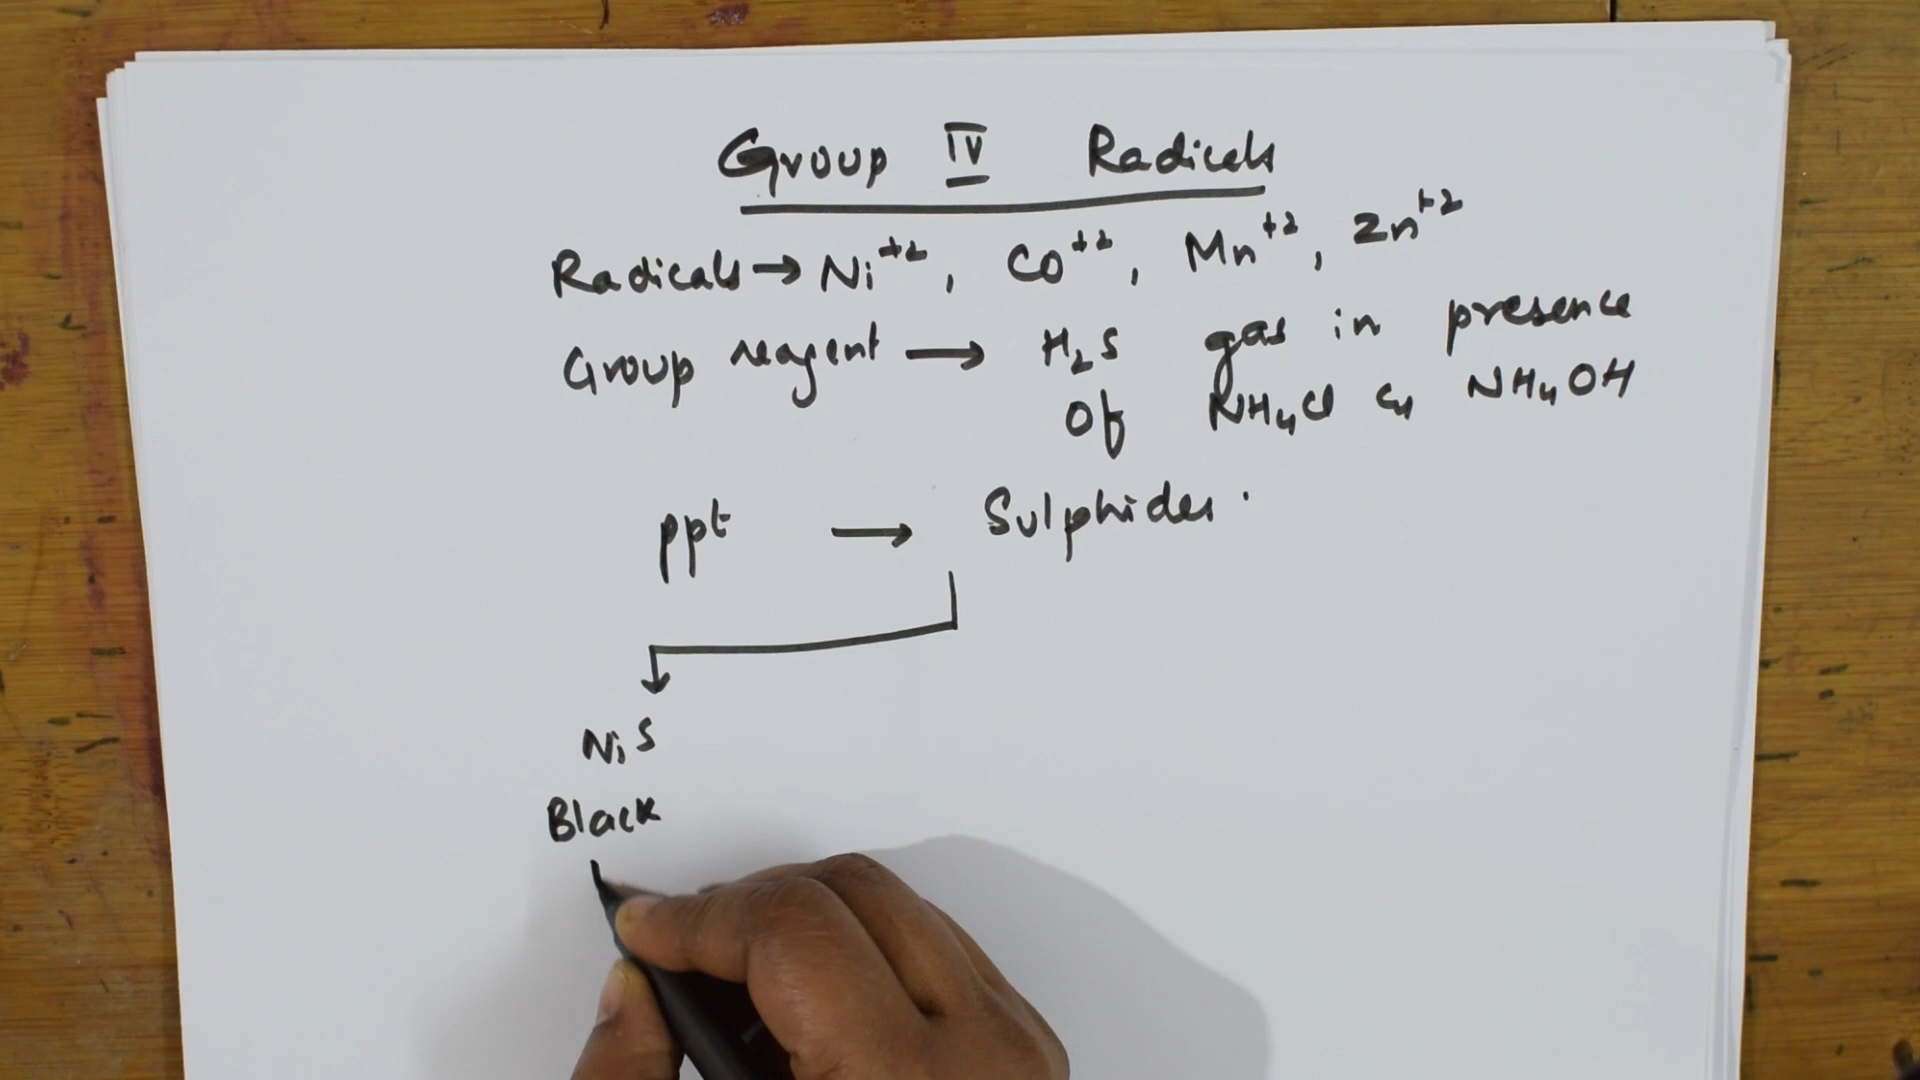 Group IV Radicals
Radicals → Ni+2, Co+2, Mn+2, Zn+2
Group reagent → H2S gas in presence
Of NH4Cl & NH4OH
ppt → Sulphides.
NiS
Black